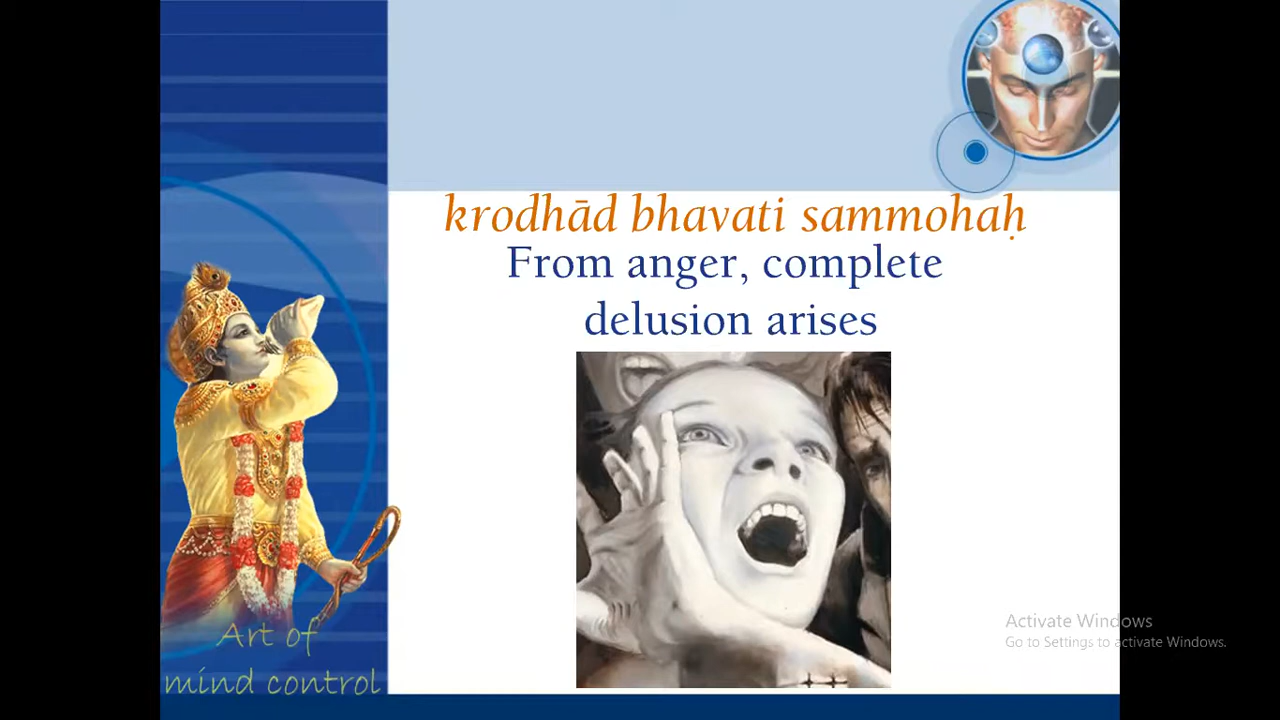 krodhād bhavati sammohaḥ
From anger, complete
delusion arises
Art of
mind control
Activate Windows
Go to Settings to activate Windows.